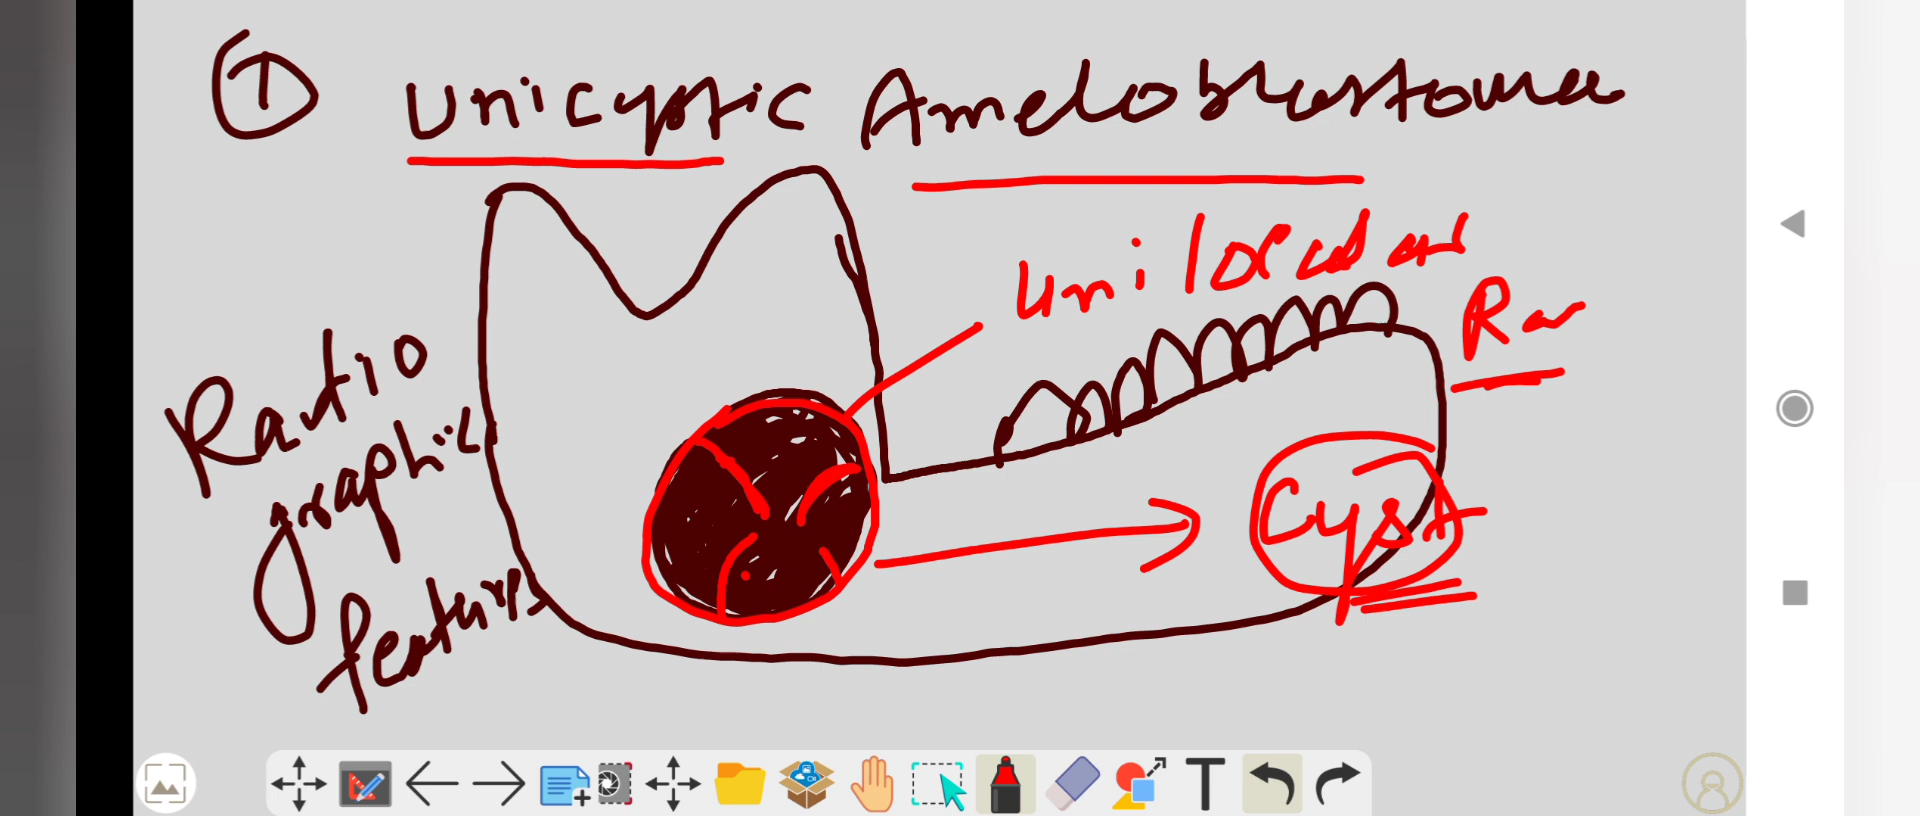 ① Unicystic Ameloblastoma
Unilocular
Ra
Radio
graphic
features
Cyst
T